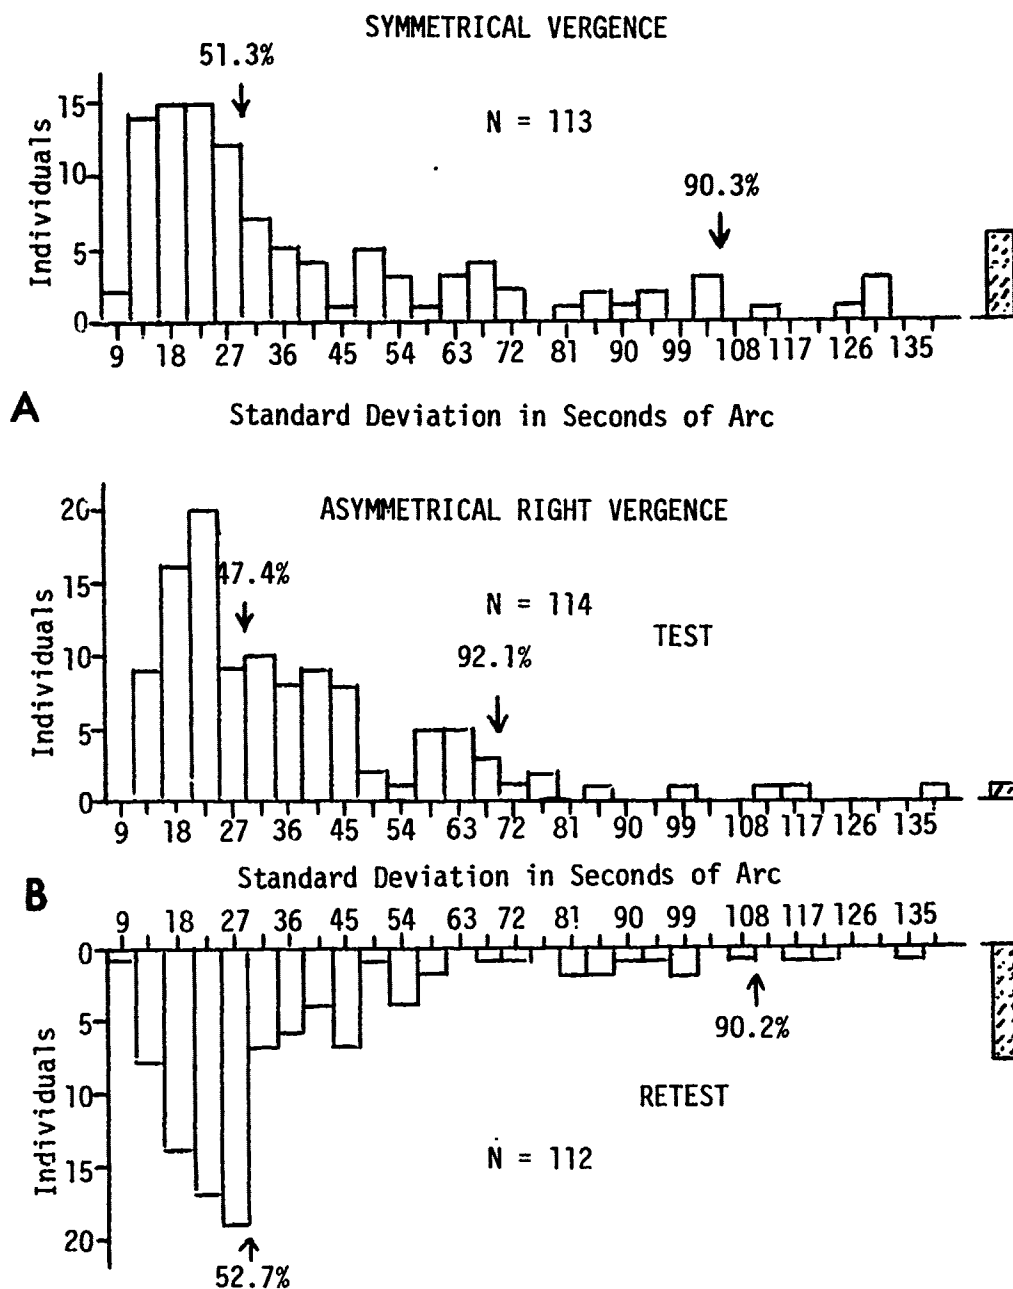 SYMMETRICAL VERGENCE
51.3%
N = 113
90.3%
15
10
5
0
Individuals
9 18 27 36 45 54 63 72 81 90 99 108 117 126 135
A
Standard Deviation in Seconds of Arc
20
ASYMMETRICAL RIGHT VERGENCE
47.4%
N = 114
TEST
92.1%
15
10
5
0
Individuals
9 18 27 36 45 54 63 72 81 90 99 108 117 126 135
B
Standard Deviation in Seconds of Arc
9 18 27 36 45 54 63 72 81 90 99 108 117 126 135
0
5
10
15
20
Individuals
90.2%
RETEST
N = 112
52.7%